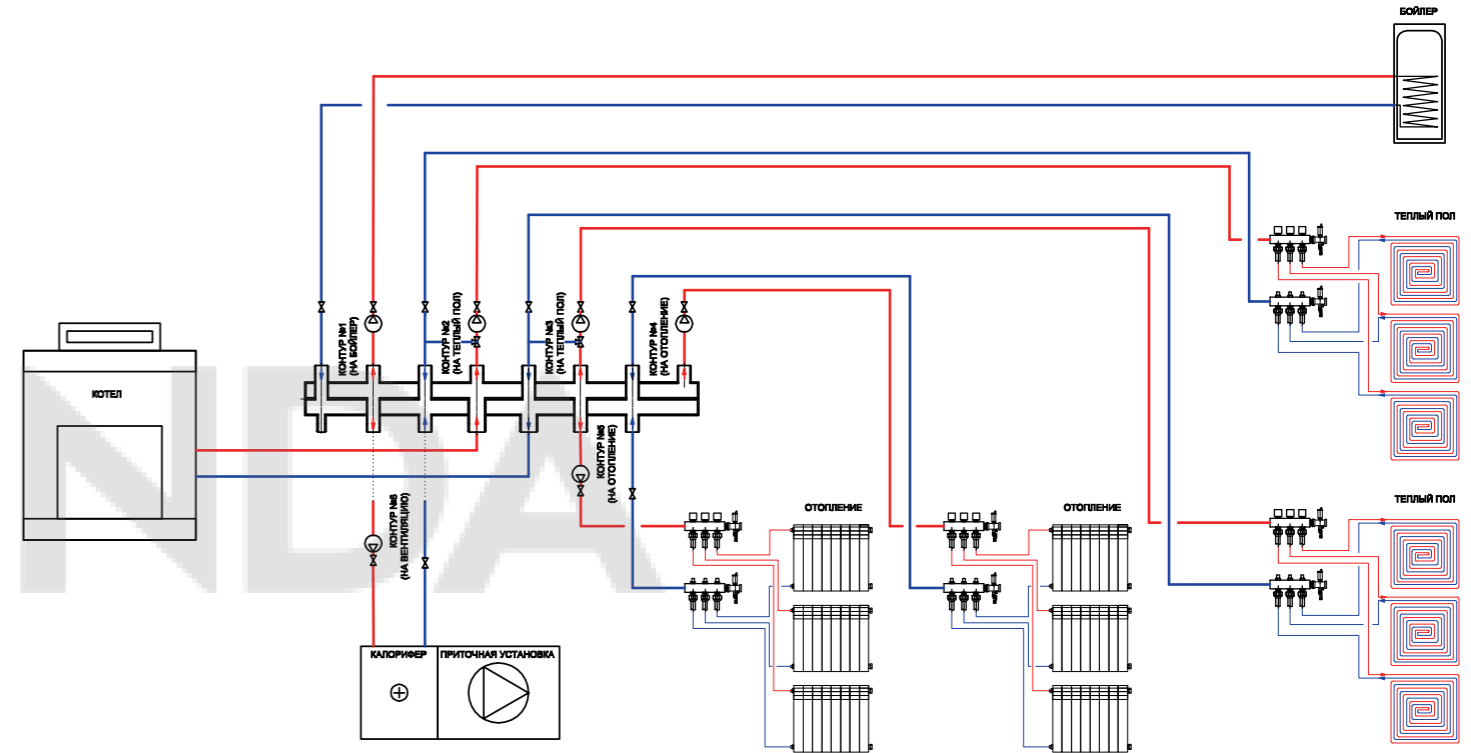 БОЙЛЕР
ТЕПЛЫЙ ПОЛ
КОНТУР №1
(НА БОЙЛЕР)
КОНТУР №2
(НА ТЕПЛЫЙ ПОЛ)
КОНТУР №3
(НА ТЕПЛЫЙ ПОЛ)
КОНТУР №4
(НА ОТОПЛЕНИЕ)
КОТЕЛ
КОНТУР №5
(НА ОТОПЛЕНИЕ)
КОНТУР №6
(НА ВЕНТИЛЯЦИЮ)
ОТОПЛЕНИЕ
ОТОПЛЕНИЕ
ТЕПЛЫЙ ПОЛ
КАЛОРИФЕР
ПРИТОЧНАЯ УСТАНОВКА
NDA